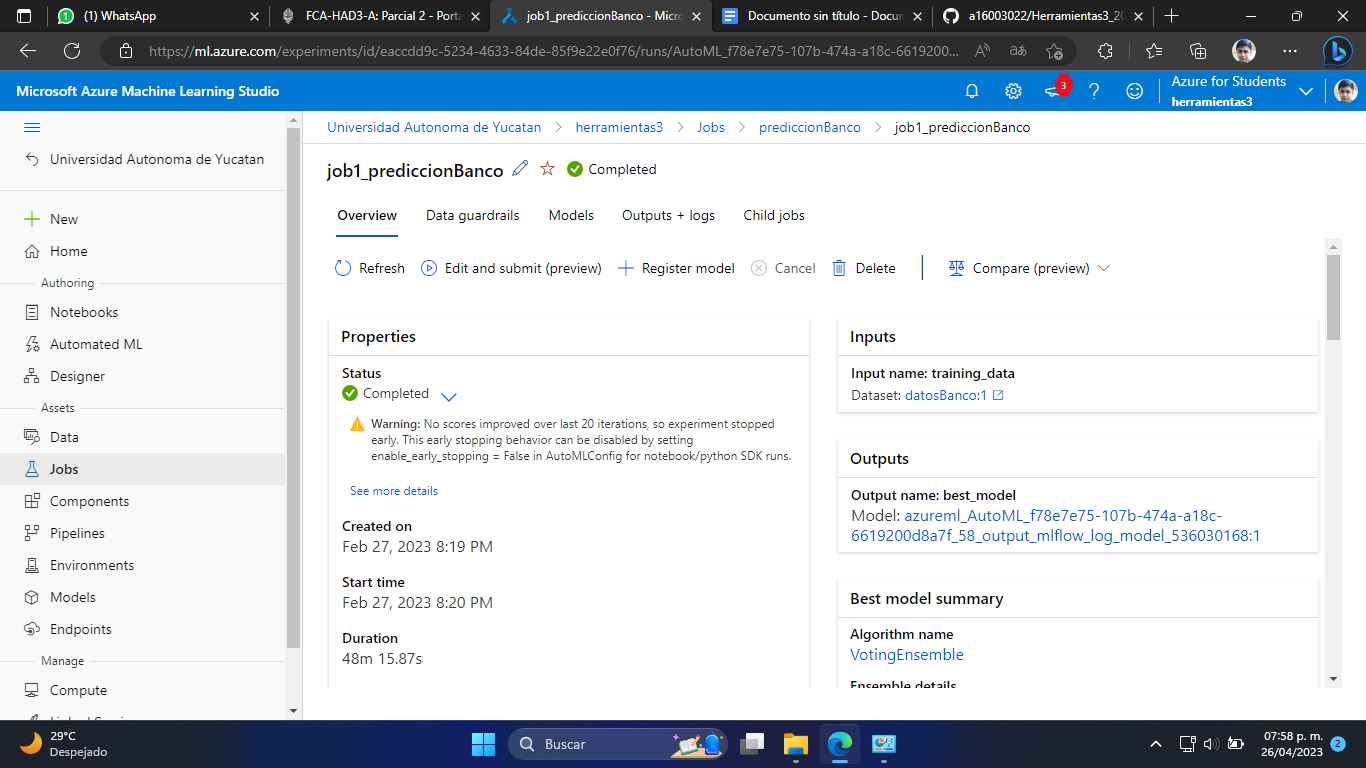 (1) WhatsApp
FCA-HAD3-A: Parcial 2 - Porta
job1_prediccionBanco - Micro
Documento sin título - Docum
a16003022/Herramientas3_20
https://ml.azure.com/experiments/id/eaccdd9c-5234-4633-84de-85f9e22e0f76/runs/AutoML_f78e7e75-107b-474a-a18c-6619200...
Microsoft Azure Machine Learning Studio
3
Azure for Students
herramientas3
Universidad Autonoma de Yucatan
New
Home
Authoring
Notebooks
Automated ML
Designer
Assets
Data
Jobs
Components
Pipelines
Environments
Models
Endpoints
Manage
Compute
Universidad Autonoma de Yucatan > herramientas3 > Jobs > prediccionBanco > job1_prediccionBanco
job1_prediccionBanco
Completed
Overview
Data guardrails
Models
Outputs + logs
Child jobs
Refresh
Edit and submit (preview)
Register model
Cancel
Delete
Compare (preview)
Properties
Status
Completed
Warning: No scores improved over last 20 iterations, so experiment stopped
early. This early stopping behavior can be disabled by setting
enable_early_stopping = False in AutoMLConfig for notebook/python SDK runs.
See more details
Created on
Feb 27, 2023 8:19 PM
Start time
Feb 27, 2023 8:20 PM
Duration
48m 15.87s
Inputs
Input name: training_data
Dataset: datosBanco:1
Outputs
Output name: best_model
Model: azureml_AutoML_f78e7e75-107b-474a-a18c-
6619200d8a7f_58_output_mlflow_log_model_536030168:1
Best model summary
Algorithm name
VotingEnsemble
Ensemble details
29°C
Despejado
Buscar
07:58 p. m.
26/04/2023
2